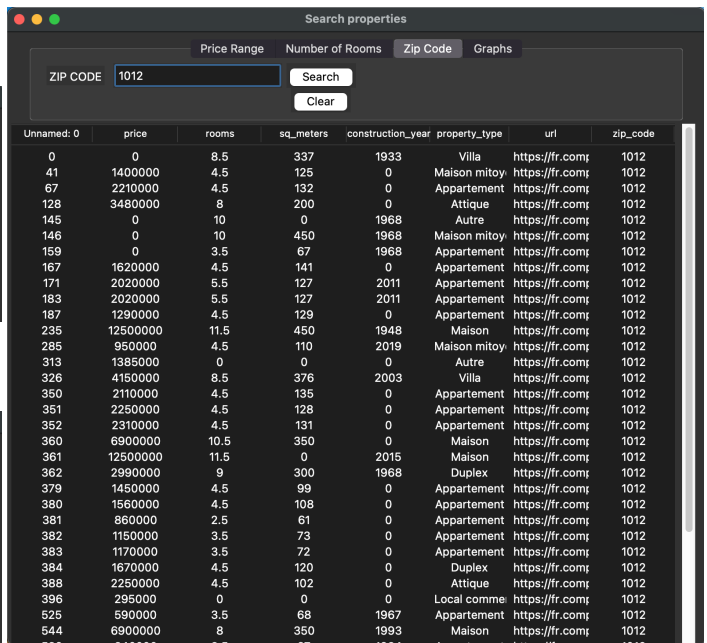 Search properties
Price Range Number of Rooms Zip Code Graphs
ZIP CODE 1012 Search
Clear
Unnamed: 0 price rooms sq_meters construction_year property_type url zip_code
0 0 8.5 337 1933 Villa https://fr.comp 1012
41 1400000 4.5 125 0 Maison mitoy https://fr.comp 1012
67 2210000 4.5 132 0 Appartement https://fr.comp 1012
128 3480000 8 200 0 Attique https://fr.comp 1012
145 0 10 0 1968 Autre https://fr.comp 1012
146 0 10 450 1968 Maison mitoy https://fr.comp 1012
159 0 3.5 67 1968 Appartement https://fr.comp 1012
167 1620000 4.5 141 0 Appartement https://fr.comp 1012
171 2020000 5.5 127 2011 Appartement https://fr.comp 1012
183 2020000 5.5 127 2011 Appartement https://fr.comp 1012
187 1290000 4.5 129 0 Appartement https://fr.comp 1012
235 12500000 11.5 450 1948 Maison https://fr.comp 1012
285 950000 4.5 110 2019 Maison mitoy https://fr.comp 1012
313 1385000 0 0 0 Autre https://fr.comp 1012
326 4150000 8.5 376 2003 Villa https://fr.comp 1012
350 2110000 4.5 135 0 Appartement https://fr.comp 1012
351 2250000 4.5 128 0 Appartement https://fr.comp 1012
352 2310000 4.5 131 0 Appartement https://fr.comp 1012
360 6900000 10.5 350 0 Maison https://fr.comp 1012
361 12500000 11.5 0 2015 Maison https://fr.comp 1012
362 2990000 9 300 1968 Duplex https://fr.comp 1012
379 1450000 4.5 99 0 Appartement https://fr.comp 1012
380 1560000 4.5 108 0 Appartement https://fr.comp 1012
381 860000 2.5 61 0 Appartement https://fr.comp 1012
382 1150000 3.5 73 0 Appartement https://fr.comp 1012
383 1170000 3.5 72 0 Appartement https://fr.comp 1012
384 1670000 4.5 120 0 Duplex https://fr.comp 1012
388 2250000 4.5 102 0 Attique https://fr.comp 1012
396 295000 0 0 0 Local comme https://fr.comp 1012
525 590000 3.5 68 1967 Appartement https://fr.comp 1012
544 6900000 8 350 1993 Maison https://fr.comp 1012